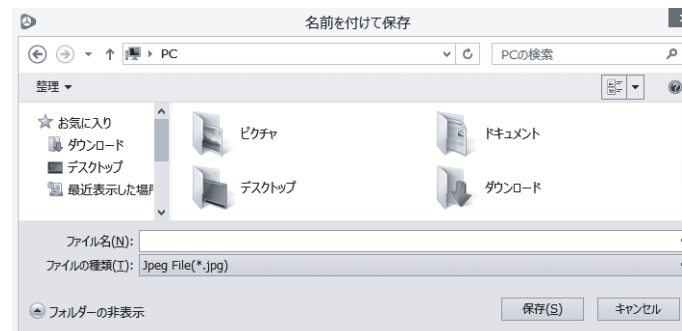 名前を付けて保存
PC
PCの検索
整理
お気に入り
ダウンロード
デスクトップ
最近表示した場所
ピクチャ
ドキュメント
デスクトップ
ダウンロード
ファイル名(N):
ファイルの種類(T): Jpeg File(*.jpg)
フォルダーの非表示
保存(S)
キャンセル